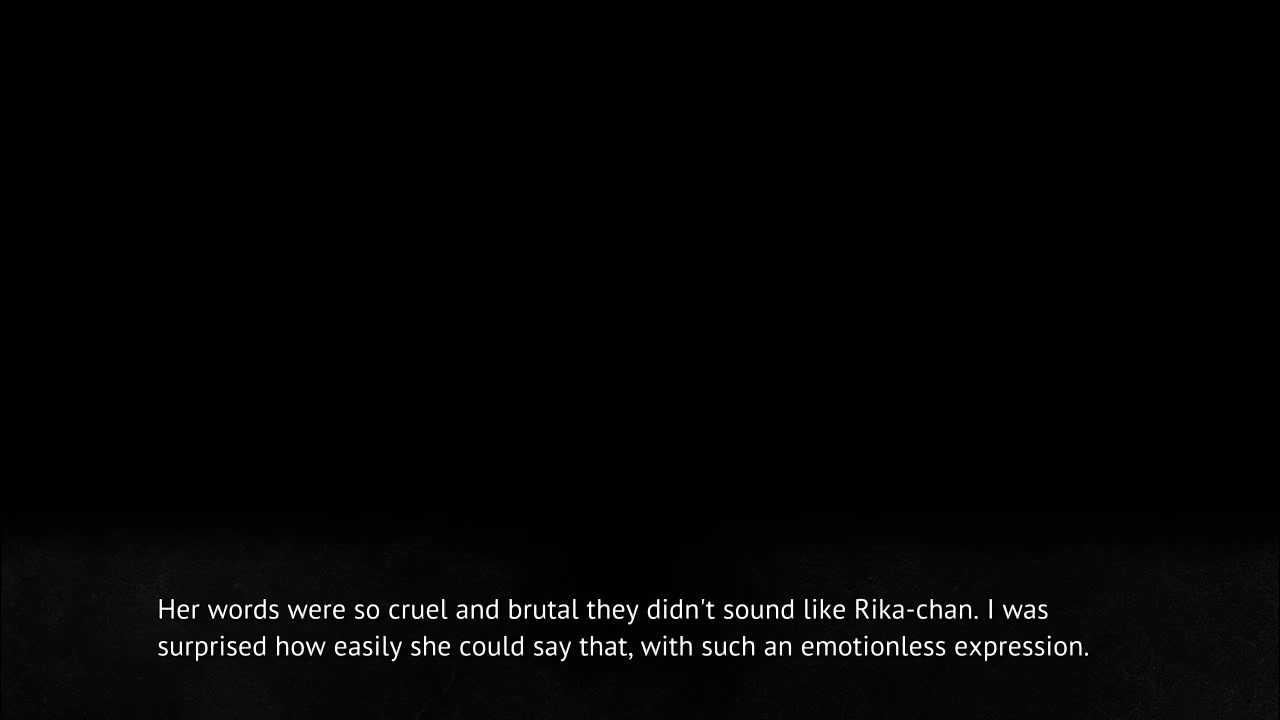 Her words were so cruel and brutal they didn't sound like Rika-chan. I was
surprised how easily she could say that, with such an emotionless expression.